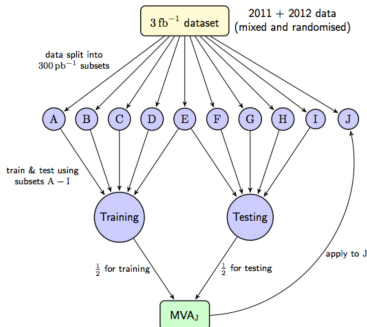 3 fb⁻¹ dataset
2011 + 2012 data
(mixed and randomised)
data split into
300 pb⁻¹ subsets
A B C D E F G H I J
train & test using
subsets A – I
Training
Testing
½ for training
½ for testing
apply to J
MVA_J